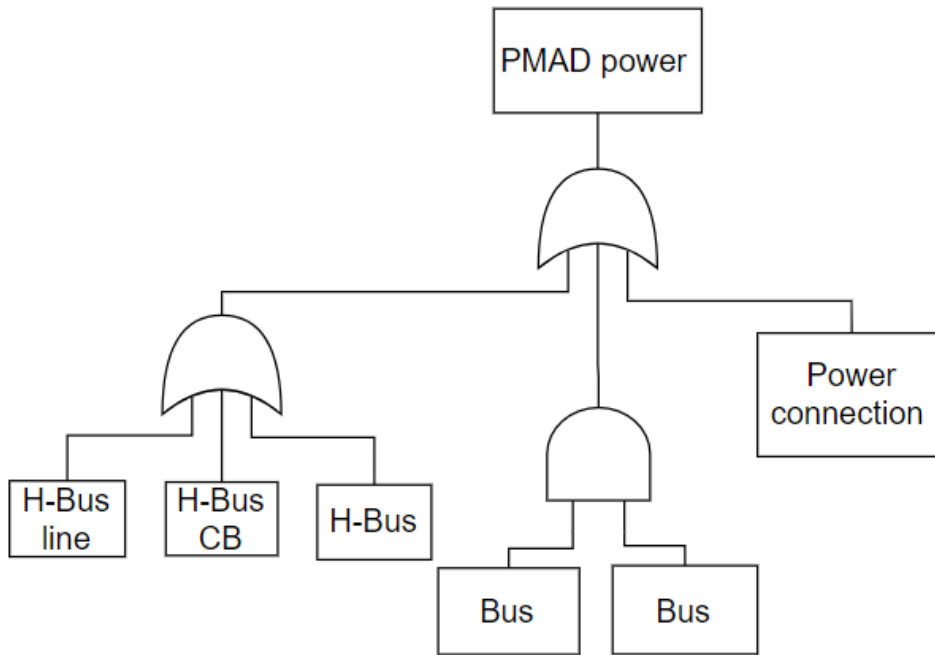 PMAD power
Power
connection
H-Bus
line
H-Bus
CB
H-Bus
Bus
Bus